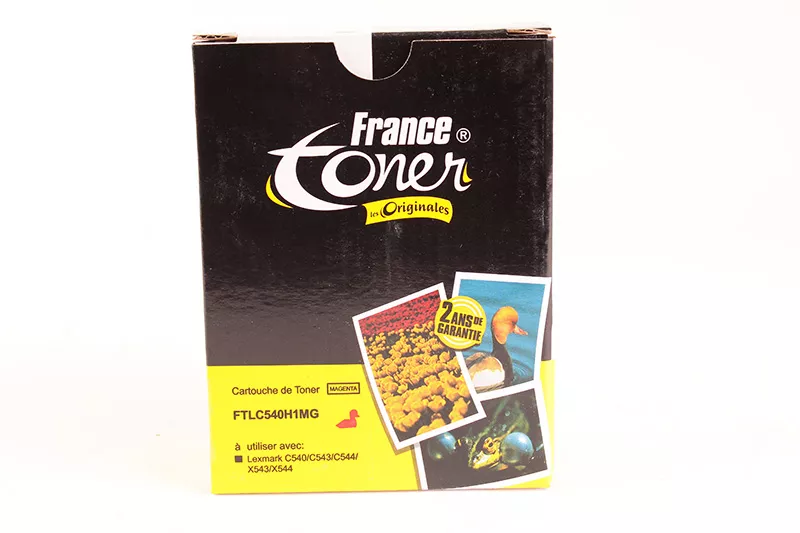 France ®
toner
les Originales
2 ANS DE
GARANTIE
Cartouche de Toner MAGENTA
FTLC540H1MG
à utiliser avec:
Lexmark C540/C543/C544/
X543/X544